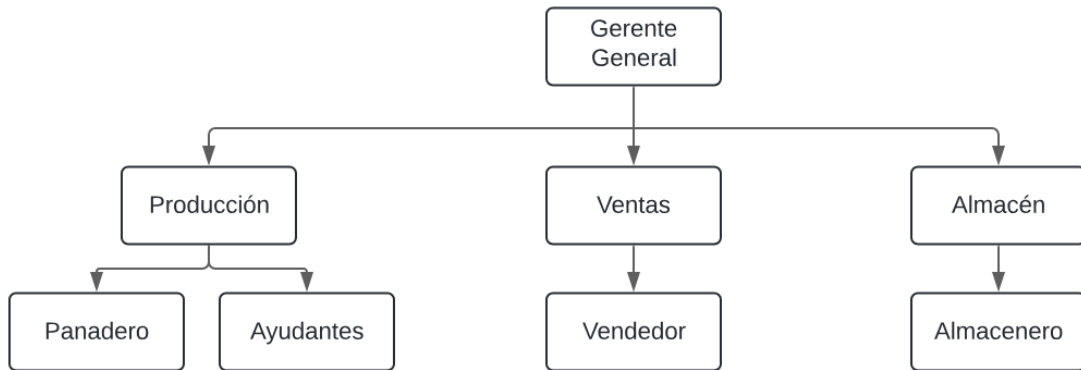 Gerente
General
Producción
Ventas
Almacén
Panadero
Ayudantes
Vendedor
Almacenero